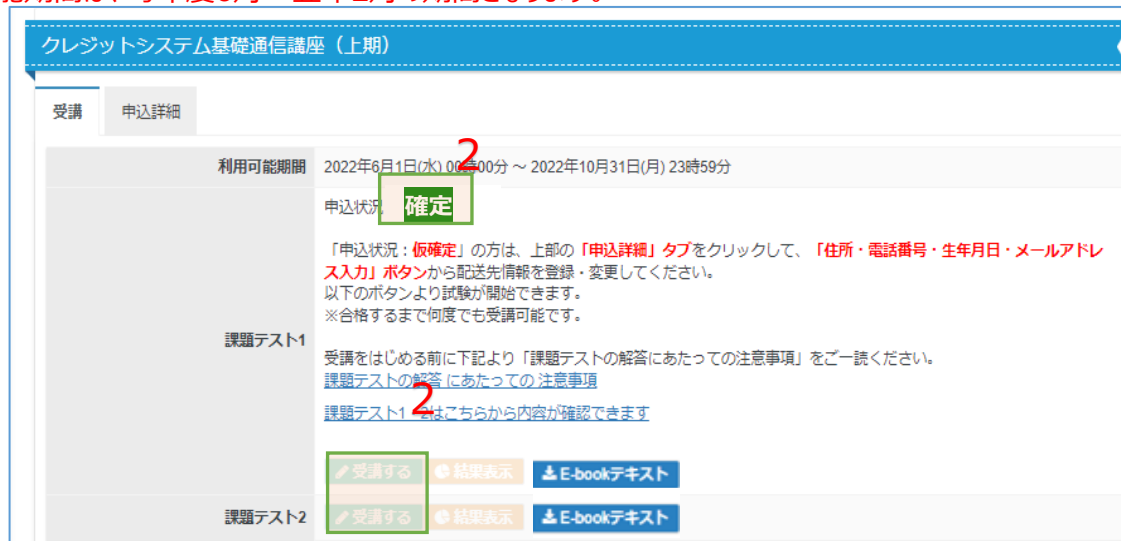 クレジットシステム基礎通信講座（上期）
受講 申込詳細
利用可能期間 2022年6月1日(水) 00時00分 ～ 2022年10月31日(月) 23時59分
2
申込状況 確定
「申込状況：仮確定」の方は、上部の「申込詳細」タブをクリックして、「住所・電話番号・生年月日・メールアドレ
ス入力」ボタンから配送先情報を登録・変更してください。
以下のボタンより試験が開始できます。
※合格するまで何度でも受講可能です。
課題テスト1
受講をはじめる前に下記より「課題テストの解答にあたっての注意事項」をご一読ください。
課題テストの解答 にあたっての 注意事項
2
課題テスト1 2はこちらから内容が確認できます
受講する 結果表示 E-bookテキスト
課題テスト2 受講する 結果表示 E-bookテキスト